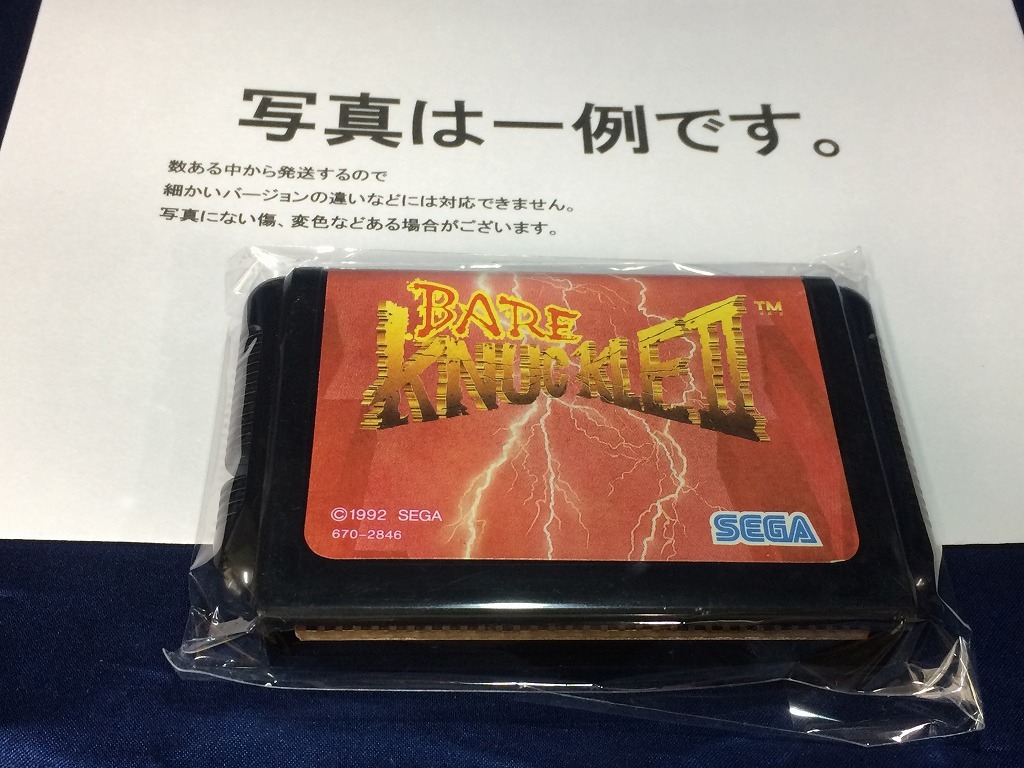 写真は一例です。
数ある中から発送するので
細かいバージョンの違いなどには対応できません。
写真にない傷、変色などある場合がございます。
BARE
KNUCKLE II
TM
©1992 SEGA
670-2846
SEGA